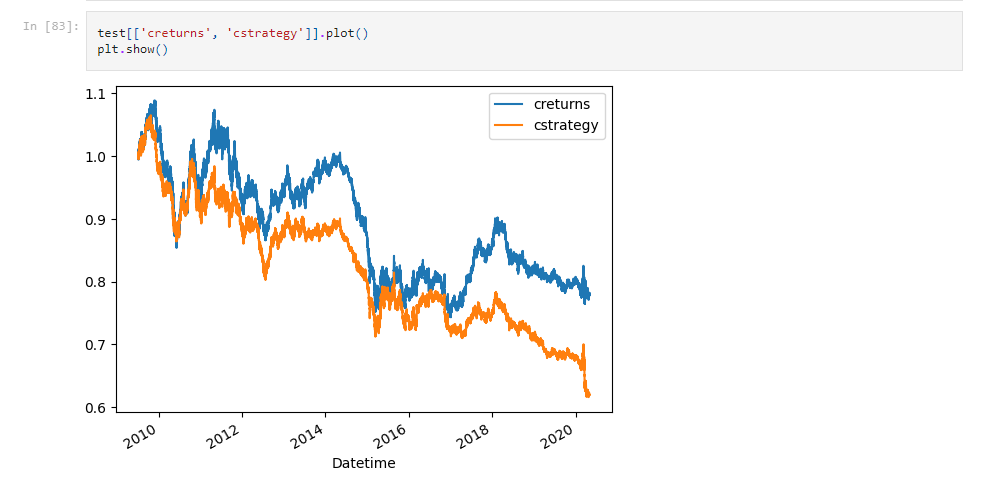 In [83]:
test[['creturns', 'cstrategy']].plot()
plt.show()
creturns
cstrategy
1.1
1.0
0.9
0.8
0.7
0.6
2010
2012
2014
2016
2018
2020
Datetime